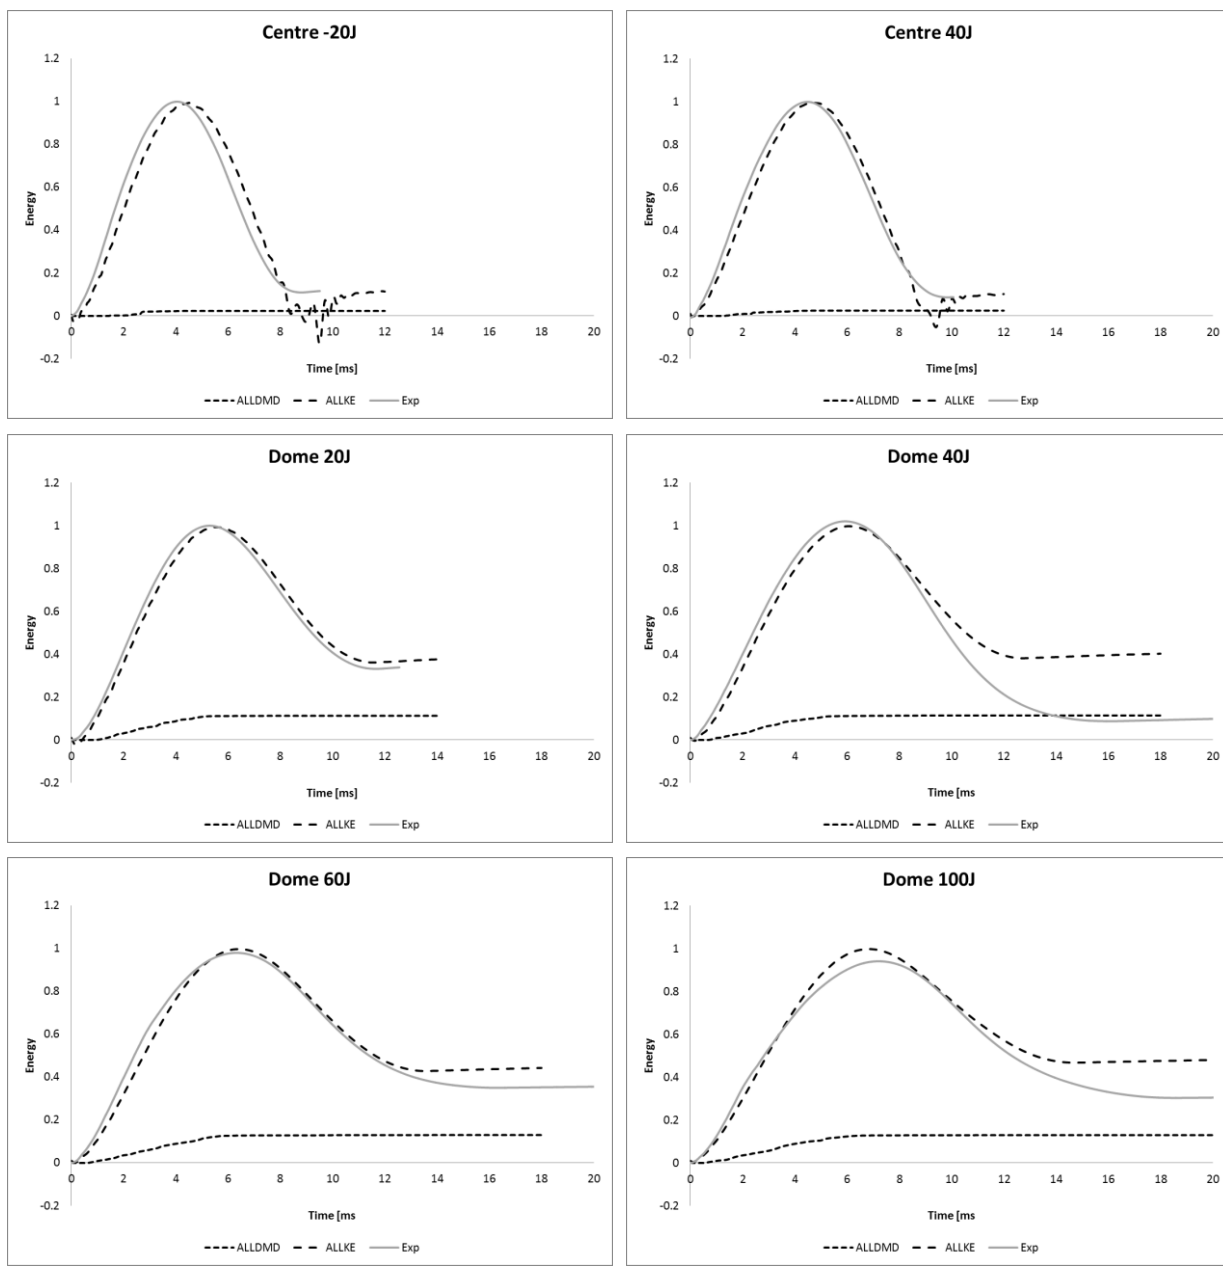 Centre -20J
1.2
1
0.8
0.6
0.4
0.2
0
-0.2
Energy
0 2 4 6 8 10 12 14 16 18 20
Time [ms]
ALLDMD ALLKE Exp
Centre 40J
1.2
1
0.8
0.6
0.4
0.2
0
-0.2
Energy
0 2 4 6 8 10 12 14 16 18 20
Time [ms]
ALLDMD ALLKE Exp
Dome 20J
1.2
1
0.8
0.6
0.4
0.2
0
-0.2
Energy
0 2 4 6 8 10 12 14 16 18 20
Time [ms]
ALLDMD ALLKE Exp
Dome 40J
1.2
1
0.8
0.6
0.4
0.2
0
-0.2
Energy
0 2 4 6 8 10 12 14 16 18 20
Time [ms
ALLDMD ALLKE Exp
Dome 60J
1.2
1
0.8
0.6
0.4
0.2
0
-0.2
Energy
0 2 4 6 8 10 12 14 16 18 20
Time [ms
ALLDMD ALLKE Exp
Dome 100J
1.2
1
0.8
0.6
0.4
0.2
0
-0.2
Energy
0 2 4 6 8 10 12 14 16 18 20
Time [ms
ALLDMD ALLKE Exp